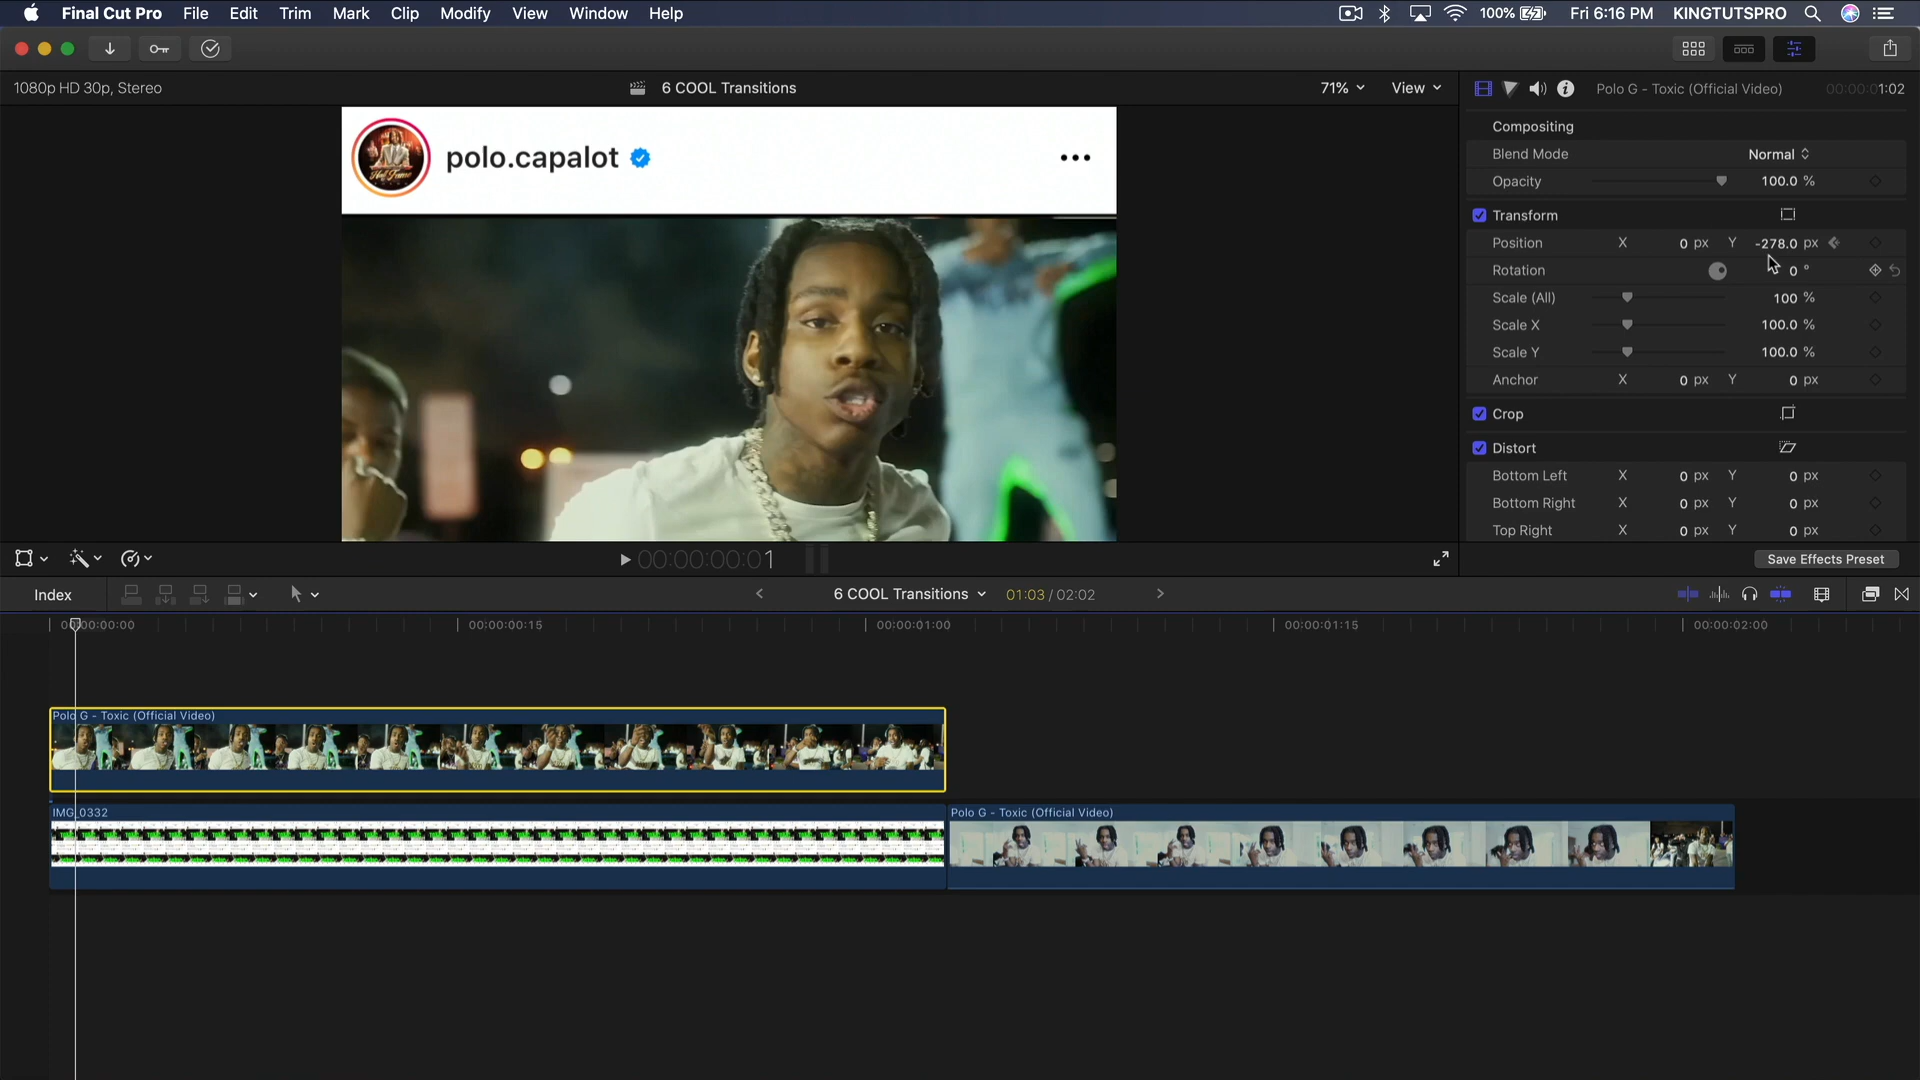 Final Cut Pro File Edit Trim Mark Clip Modify View Window Help 100% Fri 6:16 PM KINGTUTSPRO
1080p HD 30p, Stereo 6 COOL Transitions 71% View Polo G - Toxic (Official Video) 00:00:01:02
polo.capalot
Compositing
Blend Mode Normal
Opacity 100.0 %
Transform
Position X 0 px Y -278.0 px
Rotation 0 °
Scale (All) 100 %
Scale X 100.0 %
Scale Y 100.0 %
Anchor X 0 px Y 0 px
Crop
Distort
Bottom Left X 0 px Y 0 px
Bottom Right X 0 px Y 0 px
Top Right X 0 px Y 0 px
00:00:00:01 Save Effects Preset
Index 6 COOL Transitions 01:03 / 02:02
00:00:00:00 00:00:00:15 00:00:01:00 00:00:01:15 00:00:02:00
Polo G - Toxic (Official Video)
IMG_0332 Polo G - Toxic (Official Video)